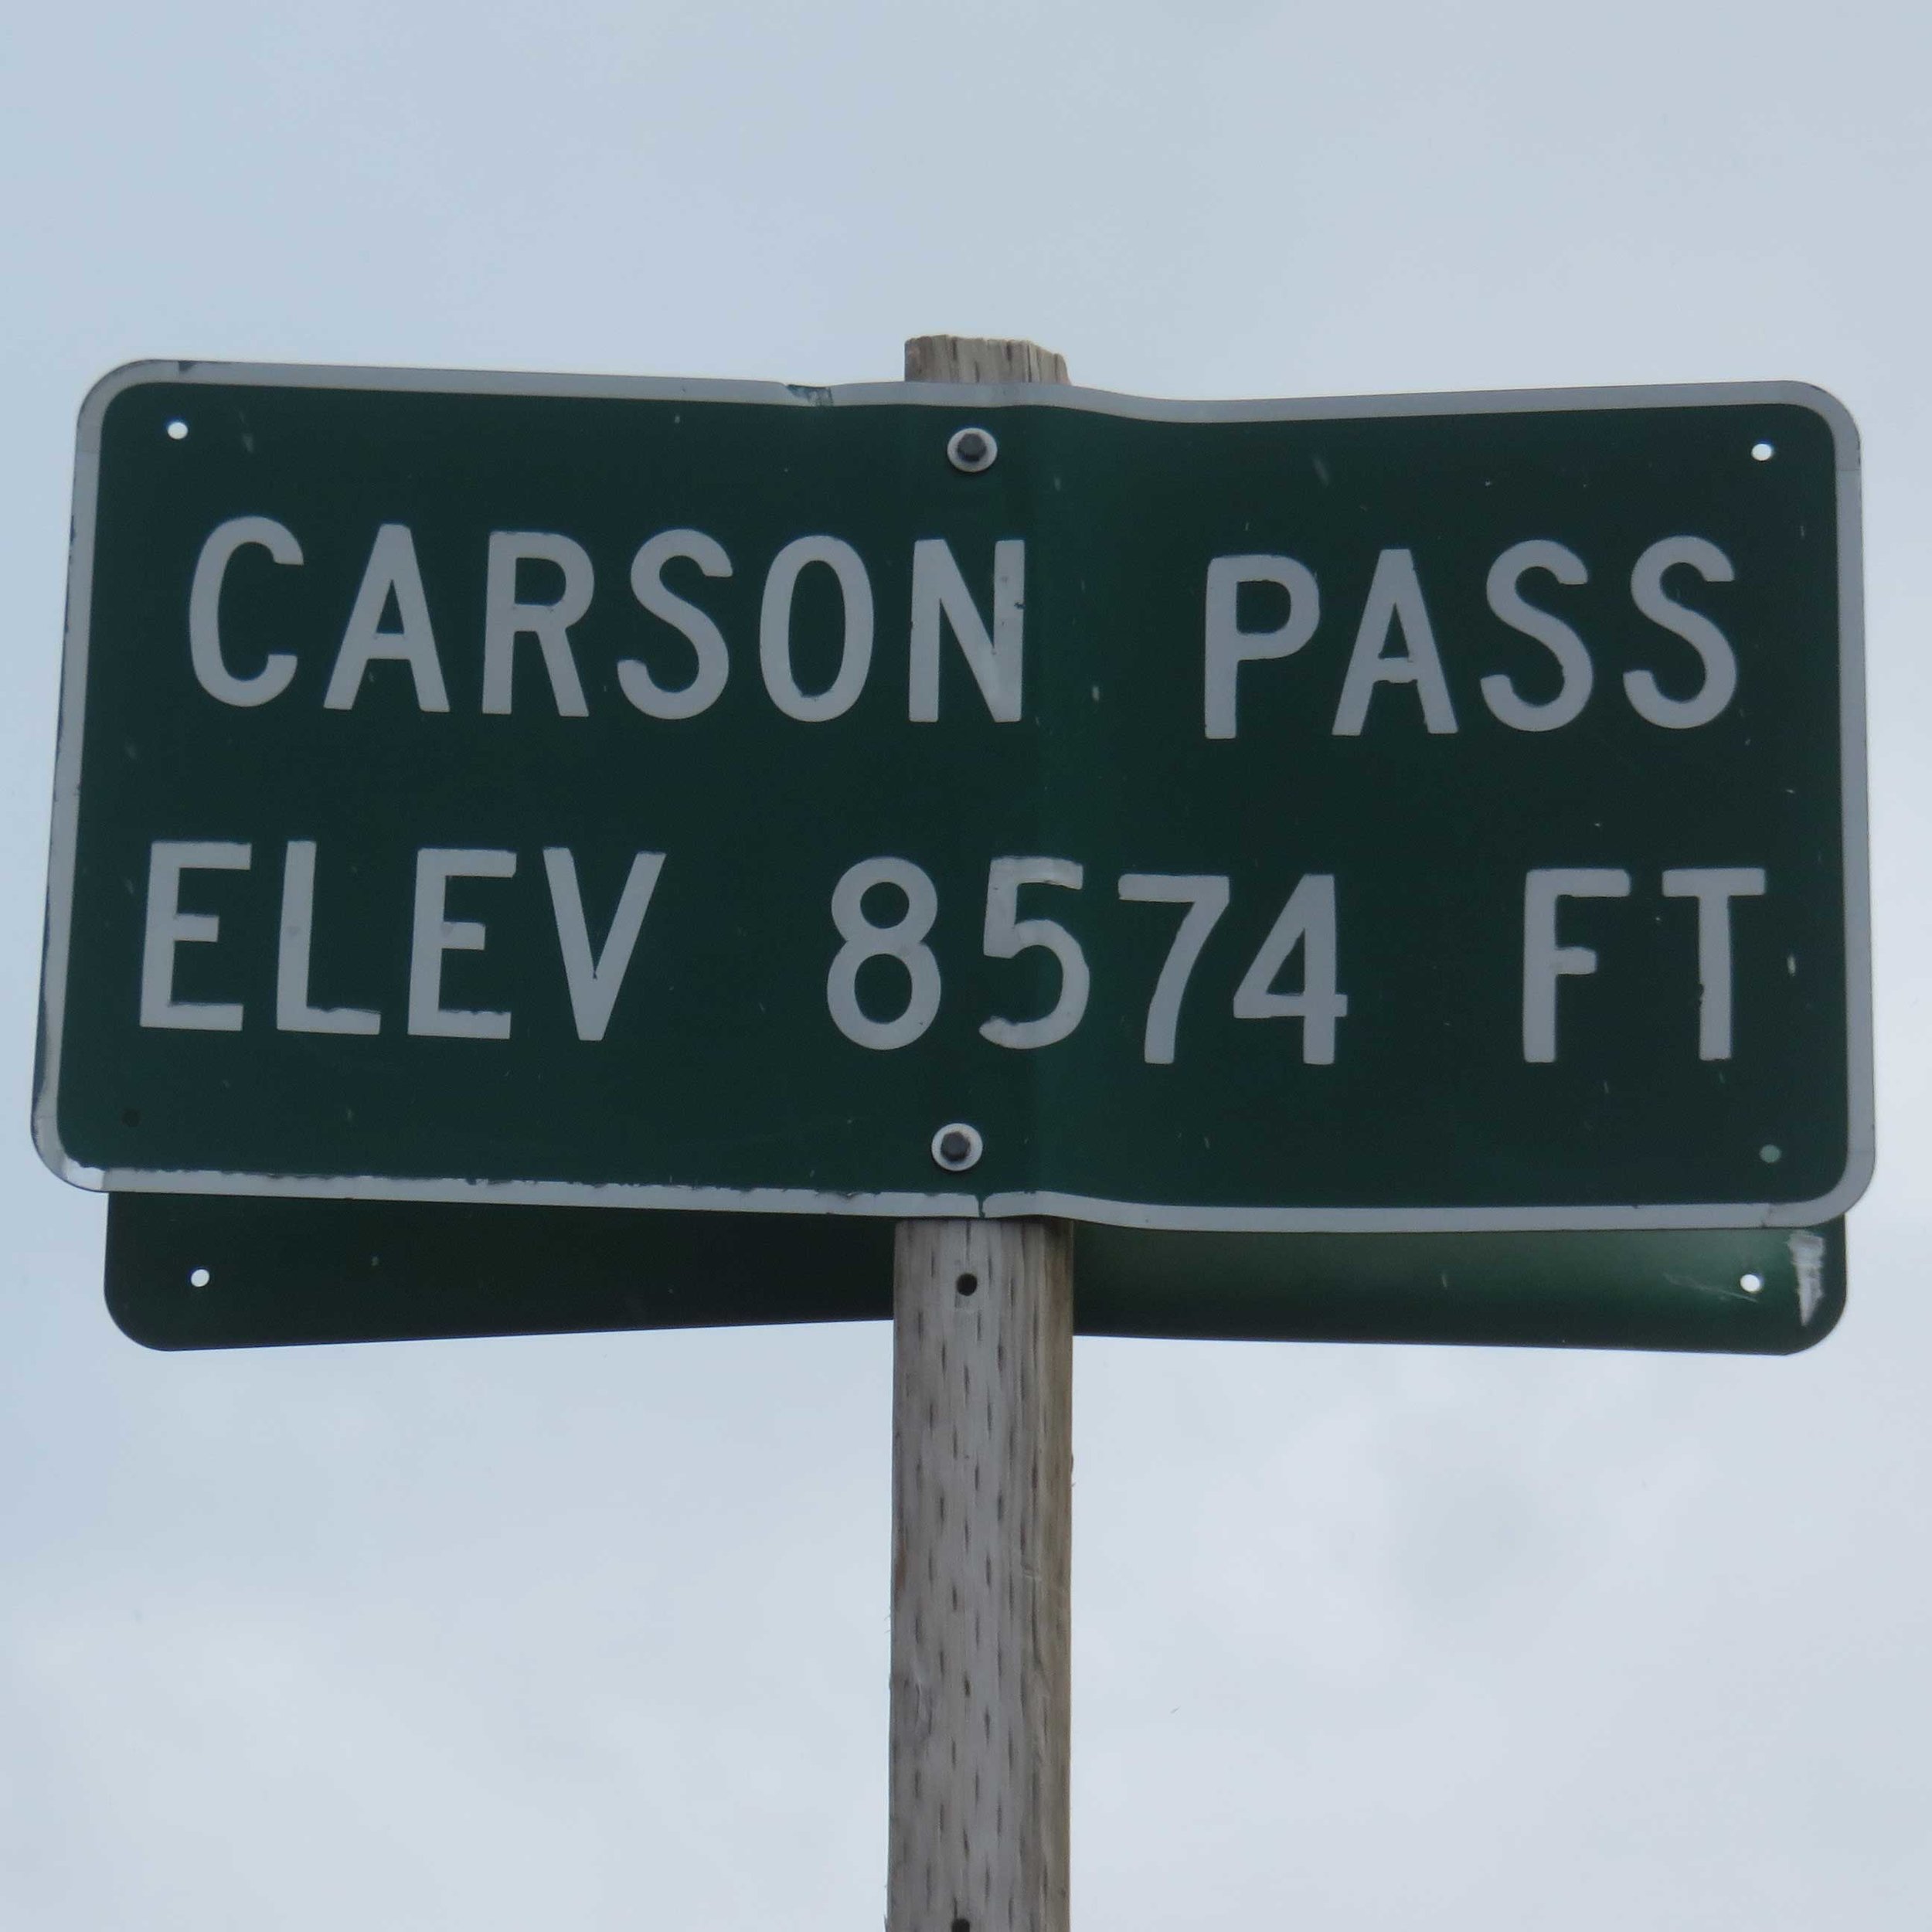 CARSON PASS
ELEV 8574 FT